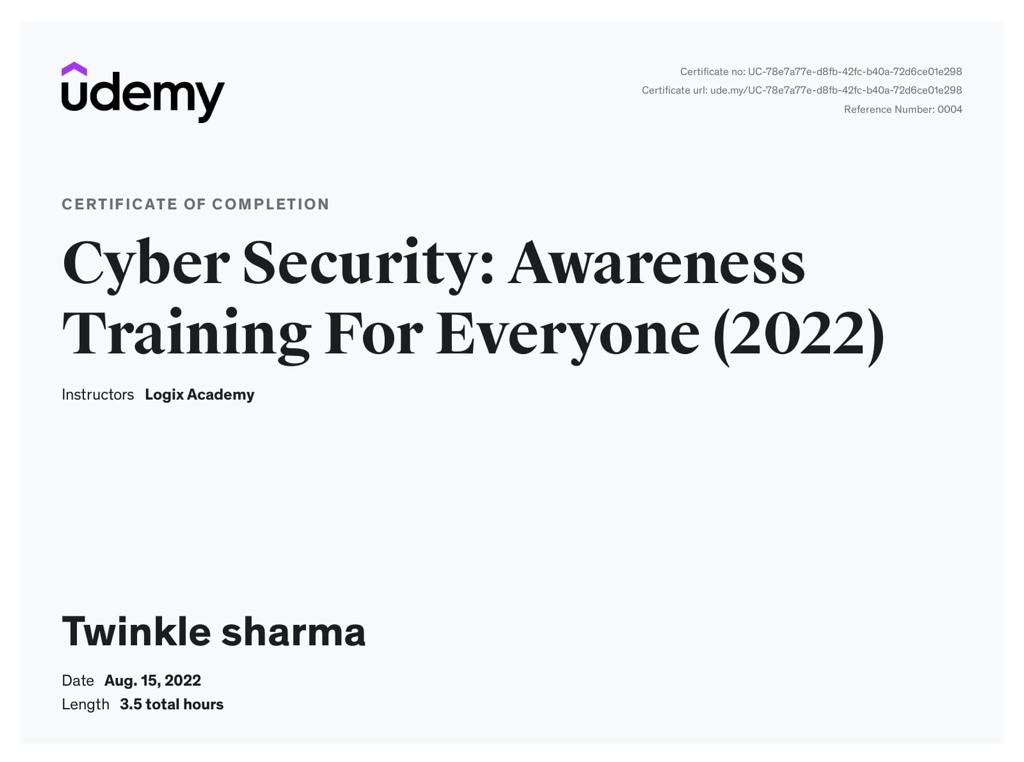 udemy
Certificate no: UC-78e7a77e-d8fb-42fc-b40a-72d6ce01e298
Certificate url: ude.my/UC-78e7a77e-d8fb-42fc-b40a-72d6ce01e298
Reference Number: 0004
CERTIFICATE OF COMPLETION
Cyber Security: Awareness
Training For Everyone (2022)
Instructors Logix Academy
Twinkle sharma
Date Aug. 15, 2022
Length 3.5 total hours